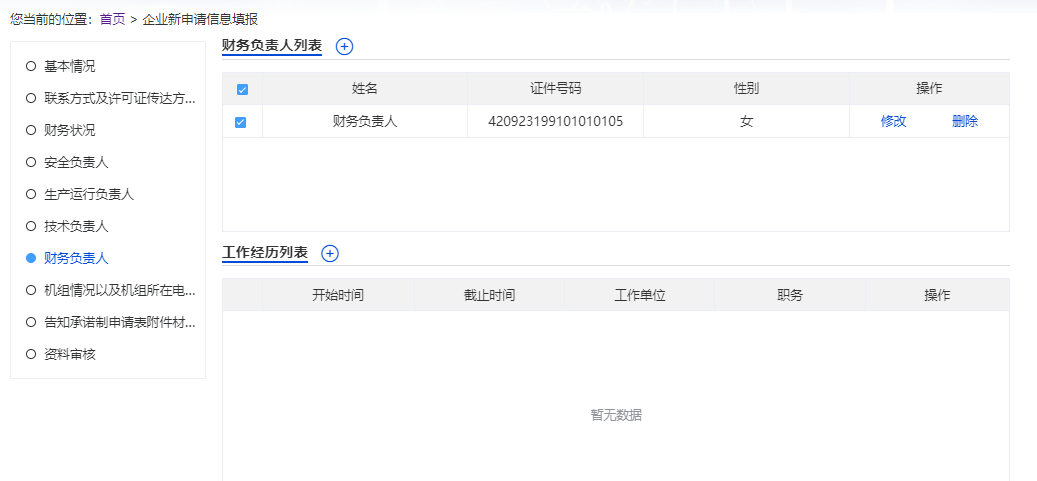 您当前的位置：首页 > 企业新申请信息填报
基本情况
联系方式及许可证传达方...
财务状况
安全负责人
生产运行负责人
技术负责人
财务负责人
机组情况以及机组所在电...
告知承诺制申请表附件材...
资料审核
财务负责人列表
姓名 证件号码 性别 操作
财务负责人 420923199101010105 女 修改 删除
工作经历列表
开始时间 截止时间 工作单位 职务 操作
暂无数据